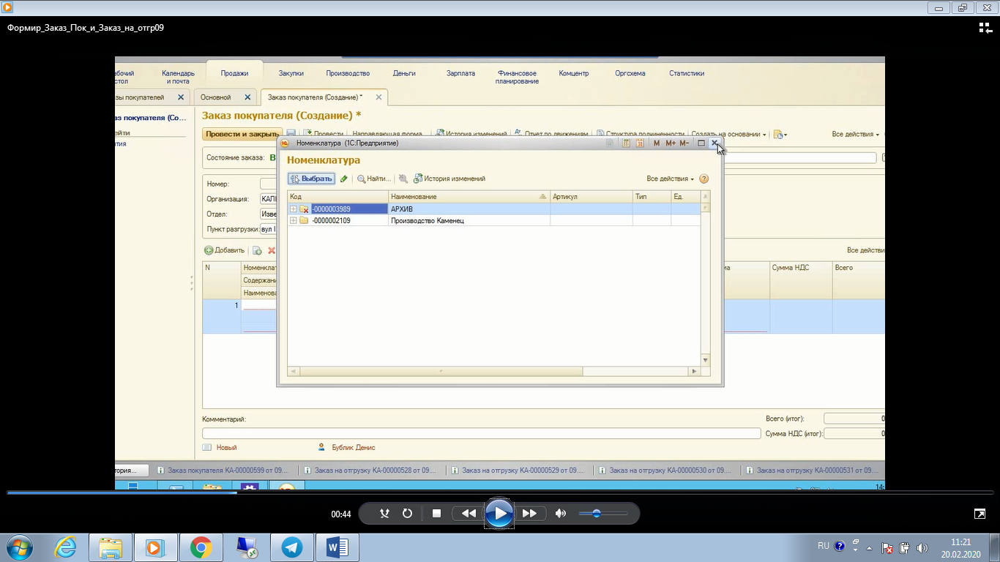 Формир_Заказ_Пок_и_Заказ_на_отгр09
абочий стол Календарь и почта Продажи Закупки Производство Деньги Зарплата Финансовое планирование Комцентр Оргсхема Статистики
зы покупателей Основной Заказ покупателя (Создание) *
аз покупателя (Со...
ейти
тия
Заказ покупателя (Создание) *
Провести и закрыть Провести Направляющая форма История изменений Отчет по движениям Структура подчиненности Создать на основании Все действия
Состояние заказа: В
Номер:
Организация: КАЛ
Отдел: Изве
Пункт разгрузки: вул І
Добавить Все действи
N Номенклат Сумма НДС Всего
Содержани
Наименова
1
Номенклатура (1С:Предприятие) M M+ M-
Номенклатура
Выбрать Найти... История изменений Все действия
Код Наименование Артикул Тип Ед.
-0000003989 АРХИВ
-0000002109 Производство Каменец
Комментарий: Всего (итог): 0
Сумма НДС (итог): 0
Новый Бублик Денис
тория... Заказ покупателя КА-00000599 от 09.... Заказ на отгрузку КА-00000528 от 09.... Заказ на отгрузку КА-00000529 от 09.... Заказ на отгрузку КА-00000530 от 09.... Заказ на отгрузку КА-00000531 от 09....
14:
00:44
RU 11:21
20.02.2020